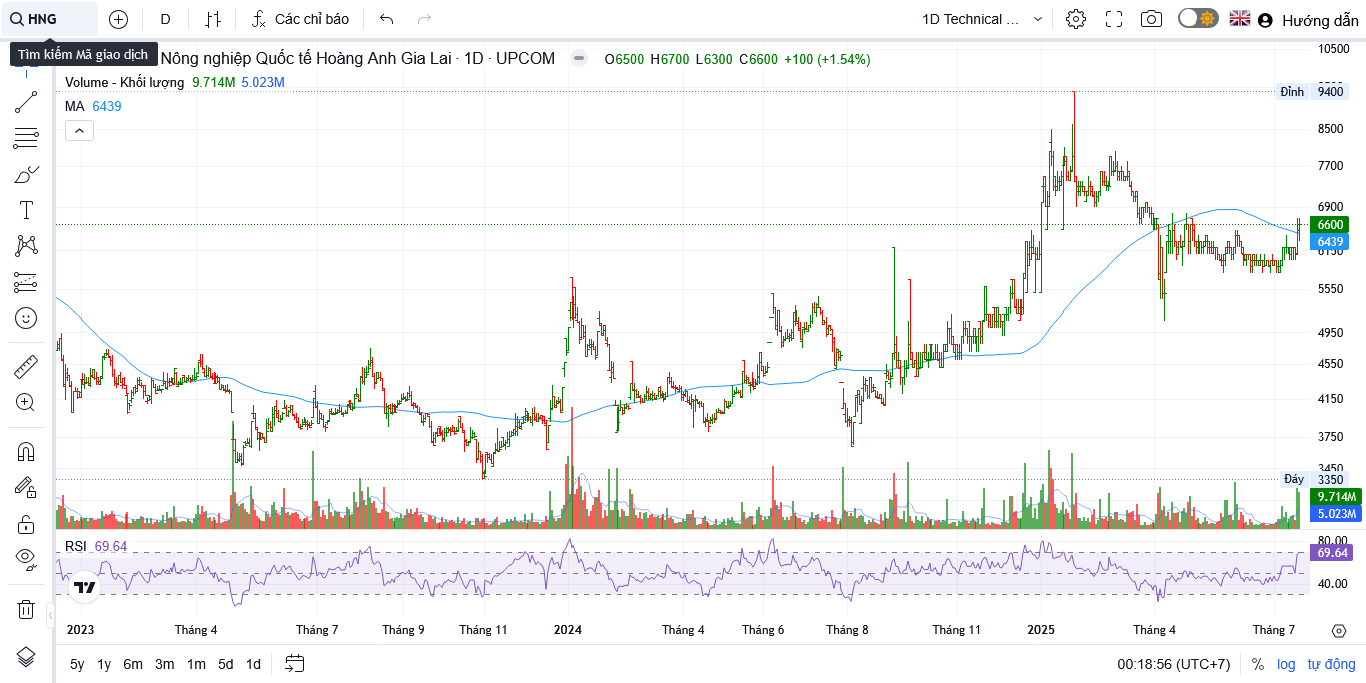 HNG
D
Các chỉ báo
1D Technical ...
Hướng dẫn
Tìm kiếm Mã giao dịch
Nông nghiệp Quốc tế Hoàng Anh Gia Lai · 1D · UPCOM
O6500 H6700 L6300 C6600 +100 (+1.54%)
Volume - Khối lượng 9.714M 5.023M
MA 6439
10500
Đỉnh 9400
8500
7700
6900
6600
6439
6150
5550
4950
4550
4150
3750
3450
Đáy 3350
9.714M
5.023M
RSI 69.64
80.00
69.64
40.00
2023 Tháng 4 Tháng 7 Tháng 9 Tháng 11 2024 Tháng 4 Tháng 6 Tháng 8 Tháng 11 2025 Tháng 4 Tháng 7
5y 1y 6m 3m 1m 5d 1d
00:18:56 (UTC+7) % log tự động